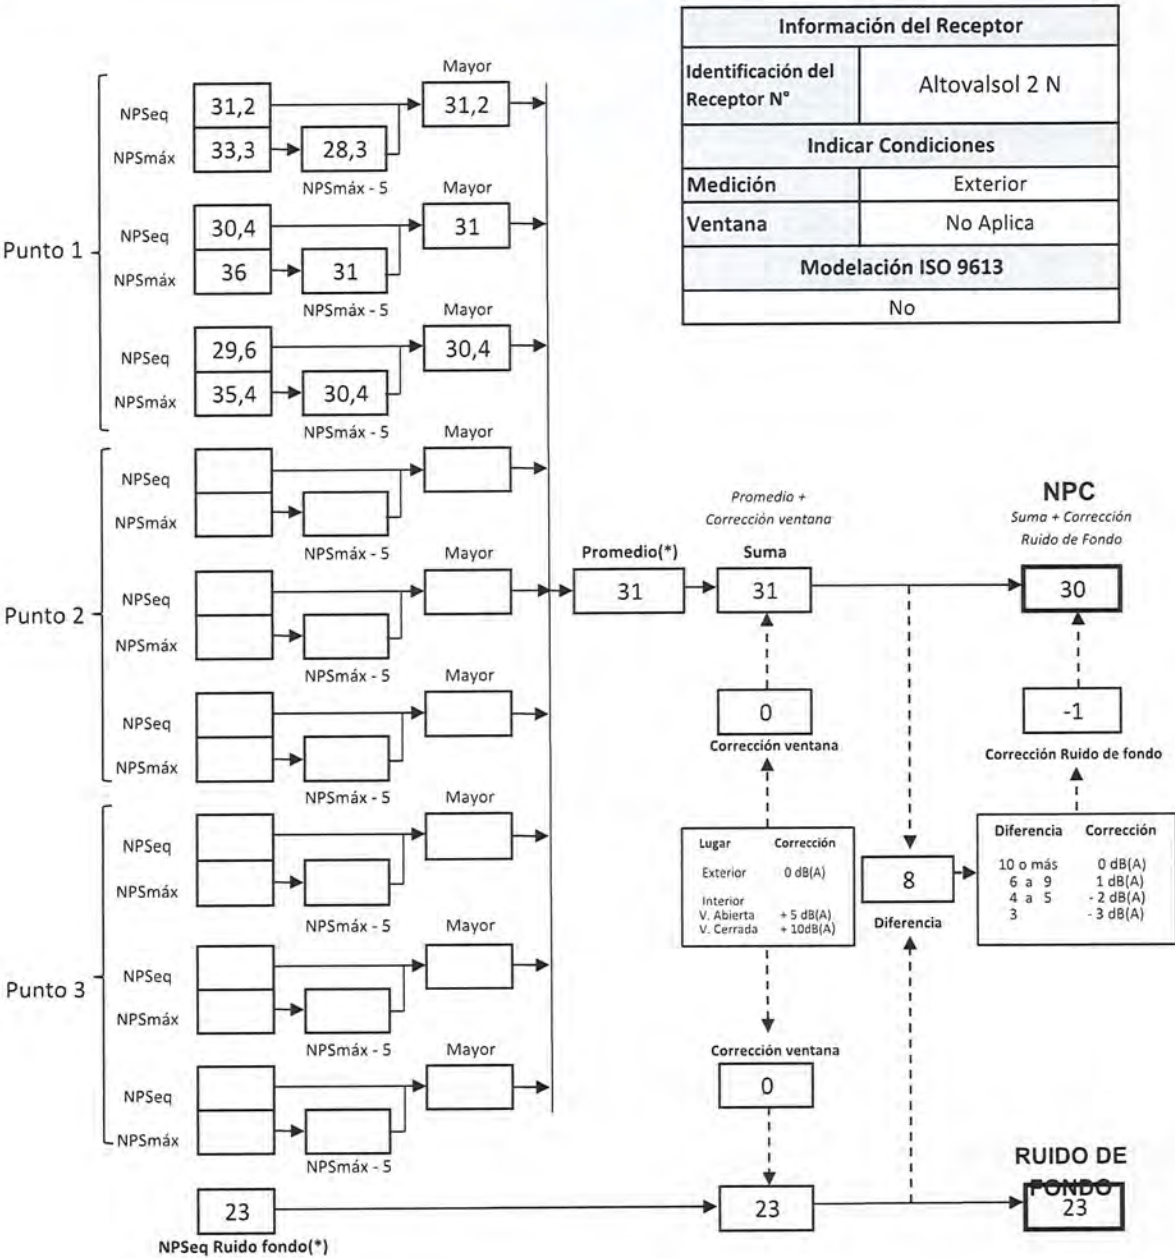 Información del Receptor
Identificación del Receptor N° Altovalsol 2 N
Indicar Condiciones
Medición Exterior
Ventana No Aplica
Modelación ISO 9613
No
Punto 1
Mayor
NPSeq 31,2 31,2
NPSmáx 33,3 28,3
NPSmáx - 5
Mayor
NPSeq 30,4 31
NPSmáx 36 31
NPSmáx - 5
Mayor
NPSeq 29,6 30,4
NPSmáx 35,4 30,4
NPSmáx - 5
Punto 2
Mayor
NPSeq
NPSmáx
NPSmáx - 5
Mayor
NPSeq
NPSmáx
NPSmáx - 5
Mayor
NPSeq
NPSmáx
NPSmáx - 5
Punto 3
Mayor
NPSeq
NPSmáx
NPSmáx - 5
Mayor
NPSeq
NPSmáx
NPSmáx - 5
Mayor
NPSeq
NPSmáx
NPSmáx - 5
Promedio(*)
31
Promedio +
Corrección ventana
Suma
31
NPC
Suma + Corrección
Ruido de Fondo
30
0
Corrección ventana
-1
Corrección Ruido de fondo
Lugar Corrección
Exterior 0 dB(A)
Interior
V. Abierta + 5 dB(A)
V. Cerrada + 10dB(A)
8
Diferencia
Diferencia Corrección
10 o más 0 dB(A)
6 a 9 1 dB(A)
4 a 5 - 2 dB(A)
3 - 3 dB(A)
Corrección ventana
0
23
NPSeq Ruido fondo(*)
23
RUIDO DE
FONDO
23